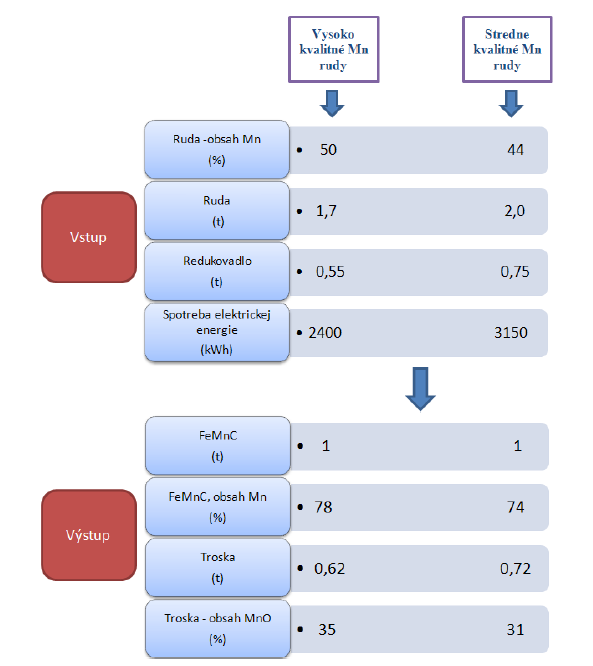 Vysoko
kvalitné Mn
rudy
Stredne
kvalitné Mn
rudy
Vstup
Ruda -obsah Mn
(%)
• 50
44
Ruda
(t)
• 1,7
2,0
Redukovadlo
(t)
• 0,55
0,75
Spotreba elektrickej
energie
(kWh)
• 2400
3150
Výstup
FeMnC
(t)
• 1
1
FeMnC, obsah Mn
(%)
• 78
74
Troska
(t)
• 0,62
0,72
Troska - obsah MnO
(%)
• 35
31